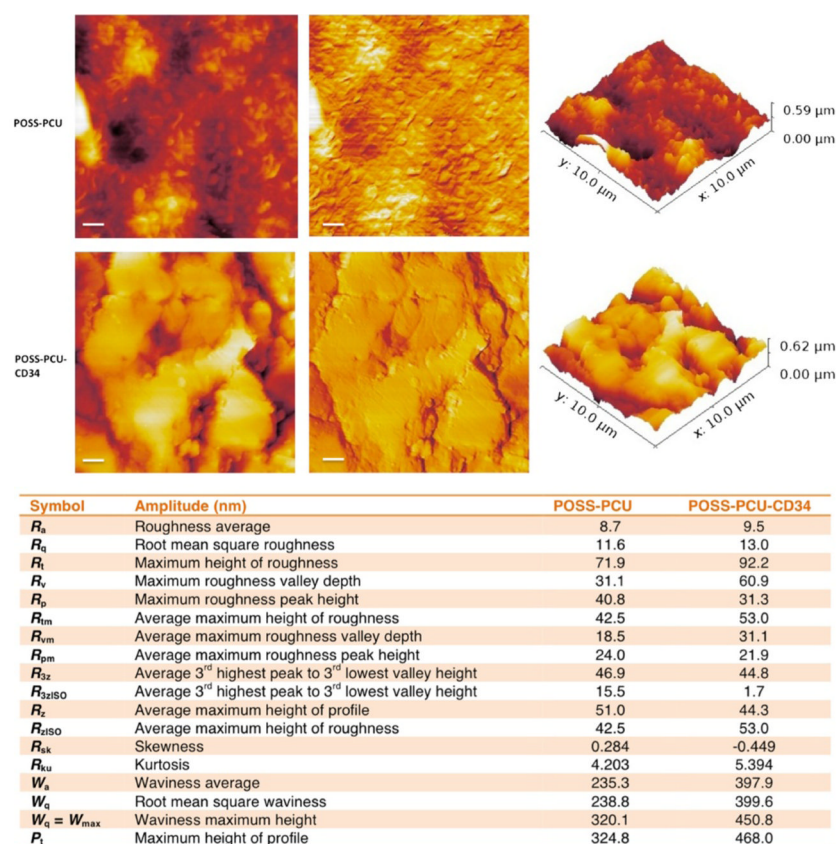 POSS-PCU
0.59 µm
0.00 µm
y: 10.0 µm
x: 10.0 µm
POSS-PCU-
CD34
0.62 µm
0.00 µm
y: 10.0 µm
x: 10.0 µm
Symbol Amplitude (nm) POSS-PCU POSS-PCU-CD34
Ra Roughness average 8.7 9.5
Rq Root mean square roughness 11.6 13.0
Rt Maximum height of roughness 71.9 92.2
Rv Maximum roughness valley depth 31.1 60.9
Rp Maximum roughness peak height 40.8 31.3
Rtm Average maximum height of roughness 42.5 53.0
Rvm Average maximum roughness valley depth 18.5 31.1
Rpm Average maximum roughness peak height 24.0 21.9
R3z Average 3rd highest peak to 3rd lowest valley height 46.9 44.8
R3zISO Average 3rd highest peak to 3rd lowest valley height 15.5 1.7
Rz Average maximum height of profile 51.0 44.3
RzISO Average maximum height of roughness 42.5 53.0
Rsk Skewness 0.284 -0.449
Rku Kurtosis 4.203 5.394
Wa Waviness average 235.3 397.9
Wq Root mean square waviness 238.8 399.6
Wq = Wmax Waviness maximum height 320.1 450.8
Pt Maximum height of profile 324.8 468.0